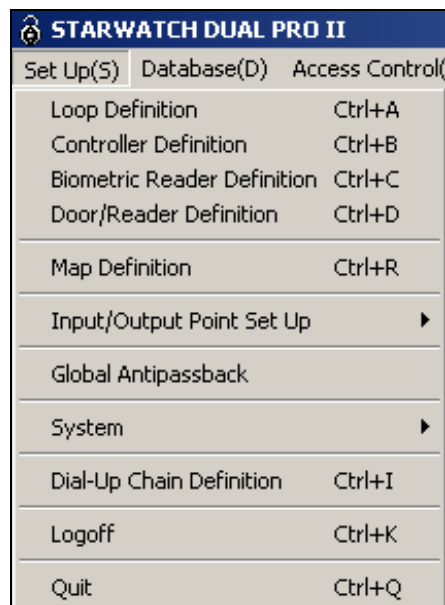 STARWATCH DUAL PRO II
Set Up(S) Database(D) Access Control(
Loop Definition Ctrl+A
Controller Definition Ctrl+B
Biometric Reader Definition Ctrl+C
Door/Reader Definition Ctrl+D
Map Definition Ctrl+R
Input/Output Point Set Up
Global Antipassback
System
Dial-Up Chain Definition Ctrl+I
Logoff Ctrl+K
Quit Ctrl+Q